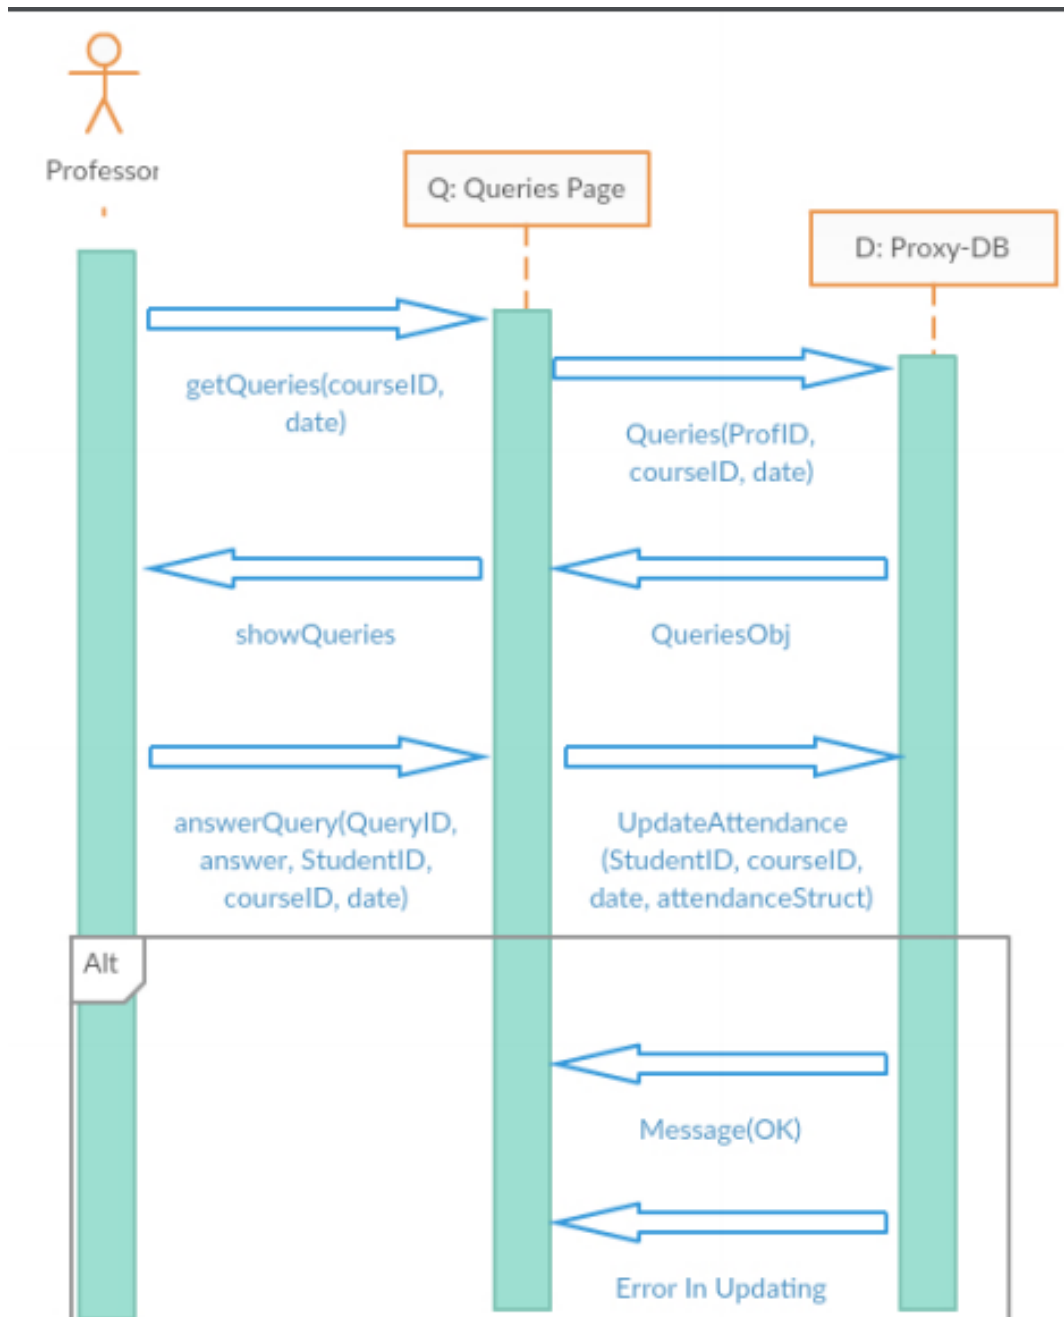 Professor
Q: Queries Page
D: Proxy-DB
getQueries(courseID,
date)
Queries(ProfID,
courseID, date)
showQueries
QueriesObj
answerQuery(QueryID,
answer, StudentID,
courseID, date)
UpdateAttendance
(StudentID, courseID,
date, attendanceStruct)
Alt
Message(OK)
Error In Updating